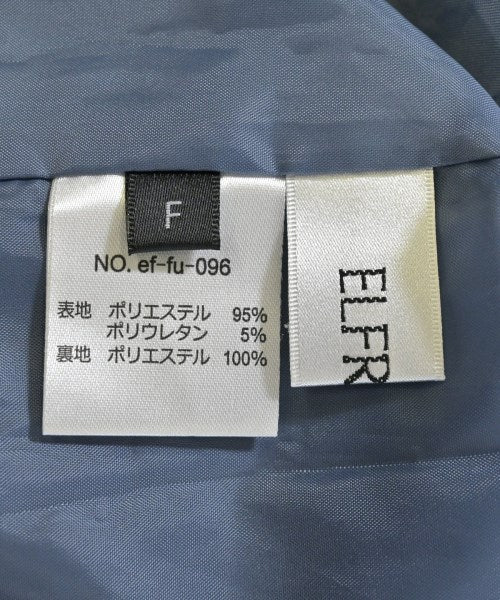 F
NO. ef-fu-096
表地 ポリエステル 95%
ポリウレタン 5%
裏地 ポリエステル 100%
ELFR